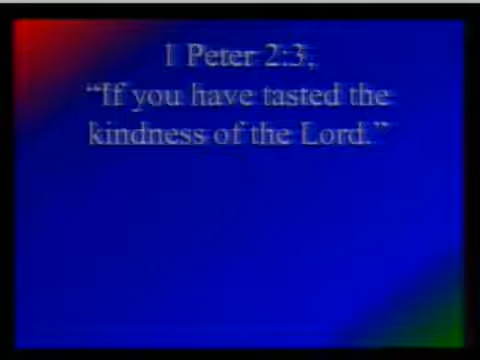 1 Peter 2:3,
“If you have tasted the
kindness of the Lord.”